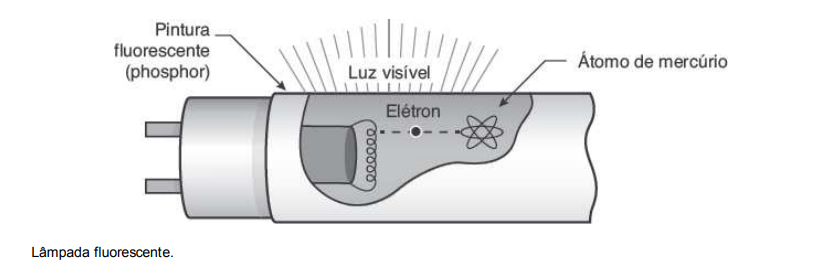 Pintura
fluorescente
(phosphor)
Luz visível
Átomo de mercúrio
Elétron
Lâmpada fluorescente.